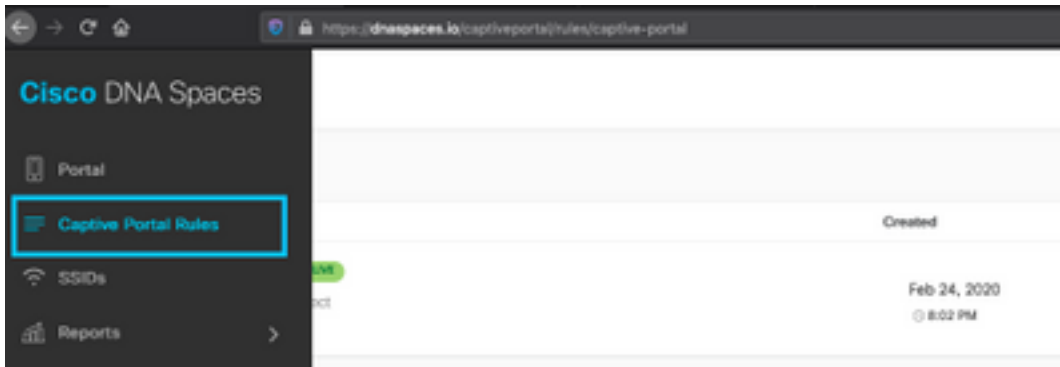 https://dnaspaces.io/captiveportal/rules/captive-portal
Cisco DNA Spaces
Portal
Captive Portal Rules
SSIDs
Reports
Created
Feb 24, 2020
8:02 PM